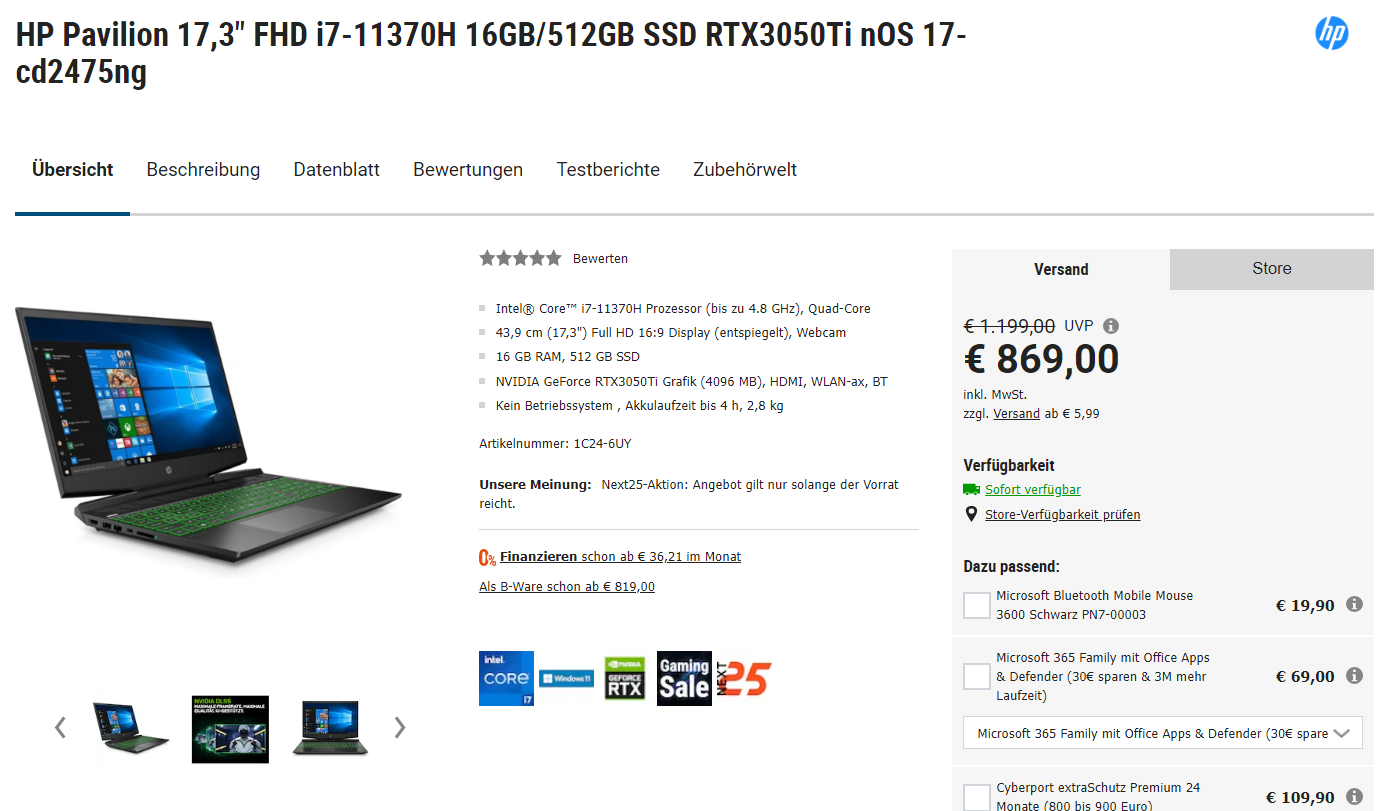 HP Pavilion 17,3" FHD i7-11370H 16GB/512GB SSD RTX3050Ti nOS 17-
cd2475ng
hp
Übersicht
Beschreibung
Datenblatt
Bewertungen
Testberichte
Zubehörwelt
Bewerten
Intel® Core™ i7-11370H Prozessor (bis zu 4.8 GHz), Quad-Core
43,9 cm (17,3") Full HD 16:9 Display (entspiegelt), Webcam
16 GB RAM, 512 GB SSD
NVIDIA GeForce RTX3050Ti Grafik (4096 MB), HDMI, WLAN-ax, BT
Kein Betriebssystem , Akkulaufzeit bis 4 h, 2,8 kg
Artikelnummer: 1C24-6UY
Unsere Meinung: Next25-Aktion: Angebot gilt nur solange der Vorrat
reicht.
0% Finanzieren schon ab € 36,21 im Monat
Als B-Ware schon ab € 819,00
intel
CORE
i7
Windows 11
NVIDIA
GEFORCE
RTX
Gaming
Sale
NEXT 25
NVIDIA DLSS
MAXIMALE FRAMERATE. MAXIMALE
QUALITÄT. KI-GESTÜTZT.
Versand
Store
€ 1.199,00 UVP
€ 869,00
inkl. MwSt.
zzgl. Versand ab € 5,99
Verfügbarkeit
Sofort verfügbar
Store-Verfügbarkeit prüfen
Dazu passend:
Microsoft Bluetooth Mobile Mouse
3600 Schwarz PN7-00003
€ 19,90
Microsoft 365 Family mit Office Apps
& Defender (30€ sparen & 3M mehr
Laufzeit)
€ 69,00
Microsoft 365 Family mit Office Apps & Defender (30€ spare
Cyberport extraSchutz Premium 24
Monate (800 bis 900 Euro)
€ 109,90